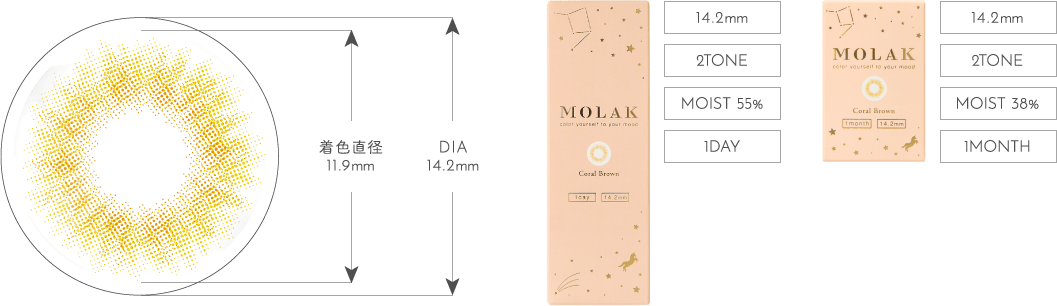 着色直径
11.9mm
DIA
14.2mm
MOLAK
color yourself to your mood
Coral Brown
1day
14.2mm
14.2mm
2TONE
MOIST 55%
1DAY
MOLAK
color yourself to your mood
Coral Brown
1month
14.2mm
14.2mm
2TONE
MOIST 38%
1MONTH